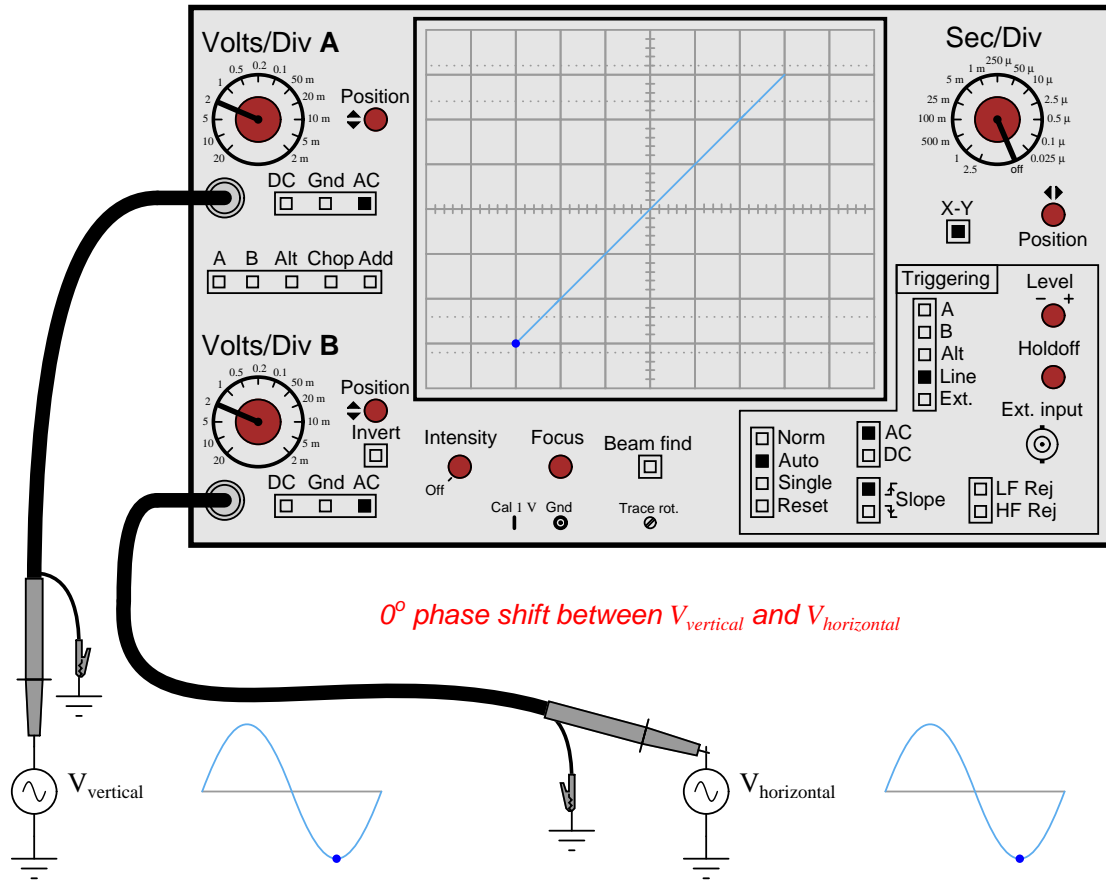 Volts/Div A
0.5 0.2 0.1
1 50 m
2 20 m
5 10 m
10 5 m
20 2 m
Position
DC Gnd AC
A B Alt Chop Add
Volts/Div B
0.5 0.2 0.1
1 50 m
2 20 m
5 10 m
10 5 m
20 2 m
Position
Invert
DC Gnd AC
Intensity
Off
Focus
Beam find
Cal 1 V Gnd
Trace rot.
Sec/Div
250 µ
1 m 50 µ
5 m 10 µ
25 m 2.5 µ
100 m 0.5 µ
500 m 0.1 µ
1 0.025 µ
2.5 off
X-Y
Position
Triggering
A
B
Alt
Line
Ext.
Level
– +
Holdoff
Ext. input
Norm
Auto
Single
Reset
AC
DC
Slope
LF Rej
HF Rej
0o phase shift between Vvertical and Vhorizontal
Vvertical
Vhorizontal